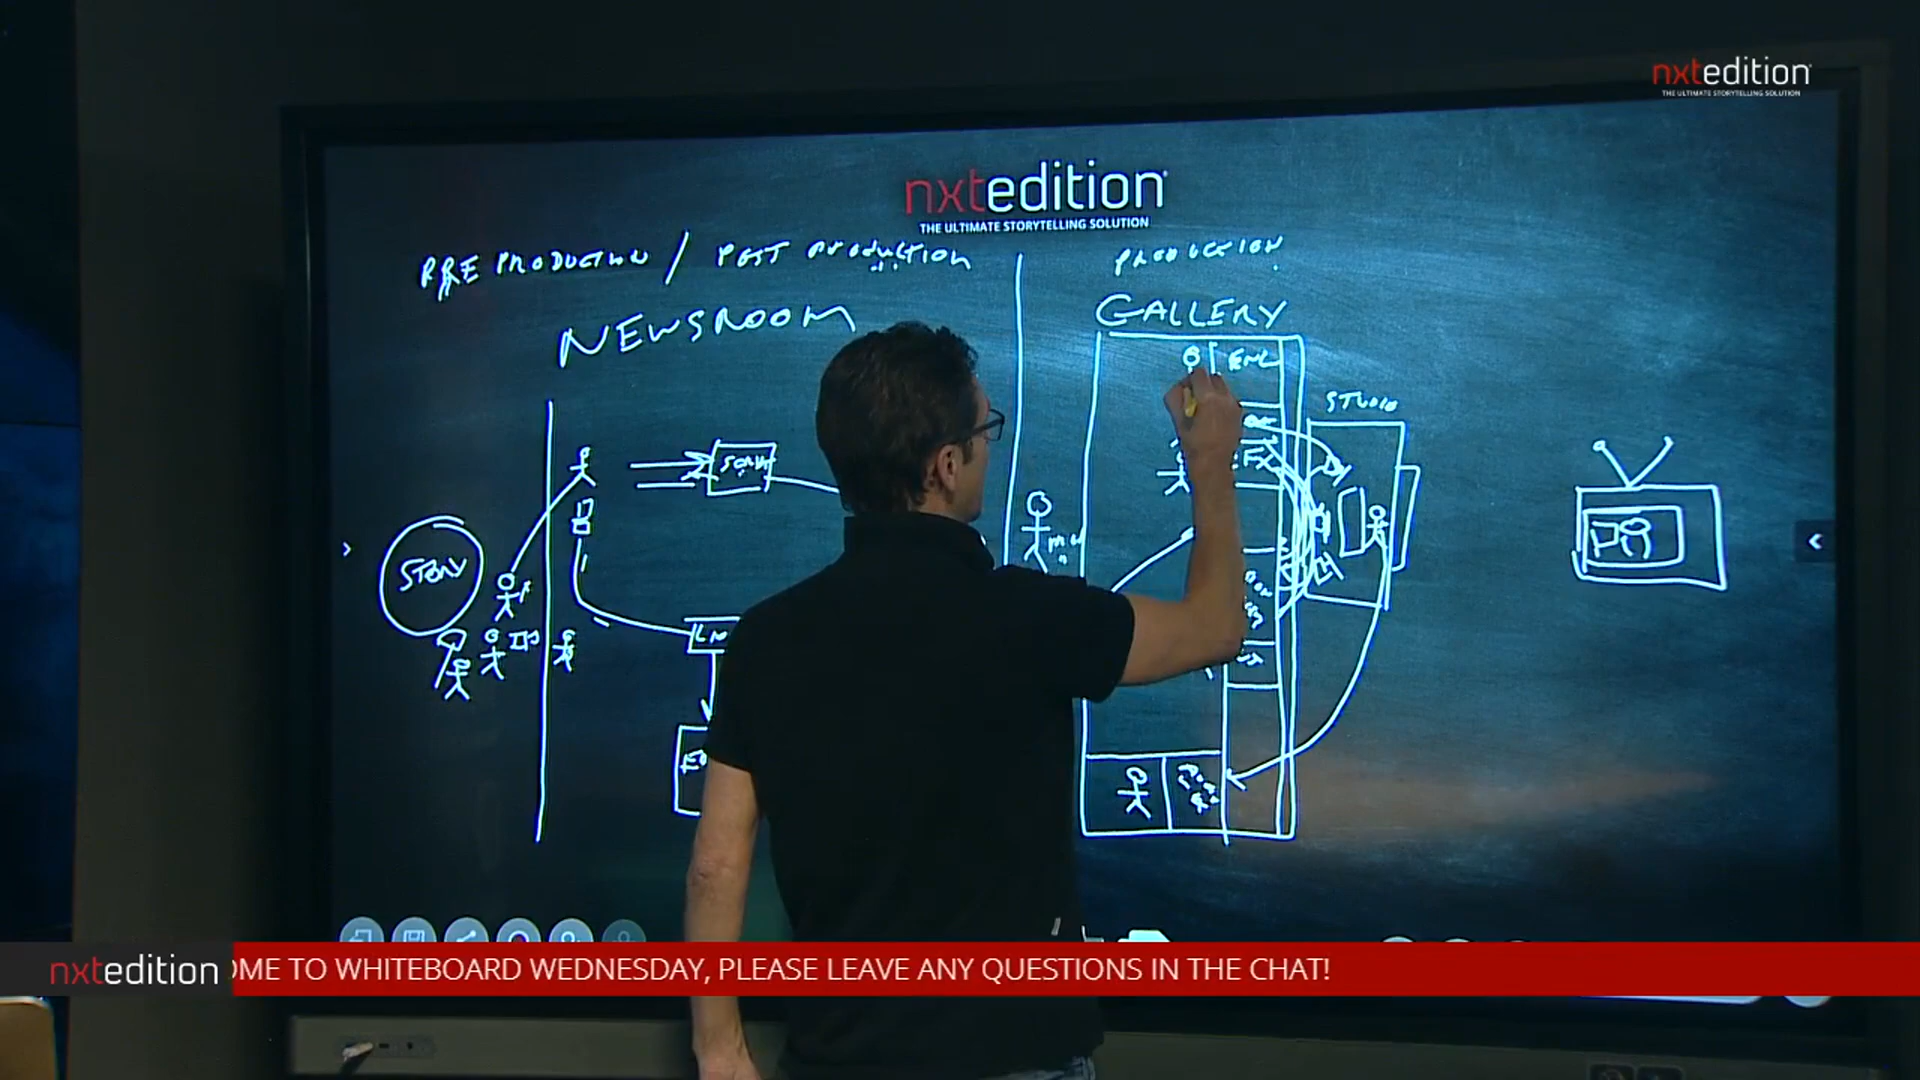 nxtedition
THE ULTIMATE STORYTELLING SOLUTION
nxtedition
THE ULTIMATE STORYTELLING SOLUTION
PRE PRODUCTION / POST PRODUCTION
PRODUCTION
NEWSROOM
GALLERY
STUDIO
STORY
nxtedition
OME TO WHITEBOARD WEDNESDAY, PLEASE LEAVE ANY QUESTIONS IN THE CHAT!